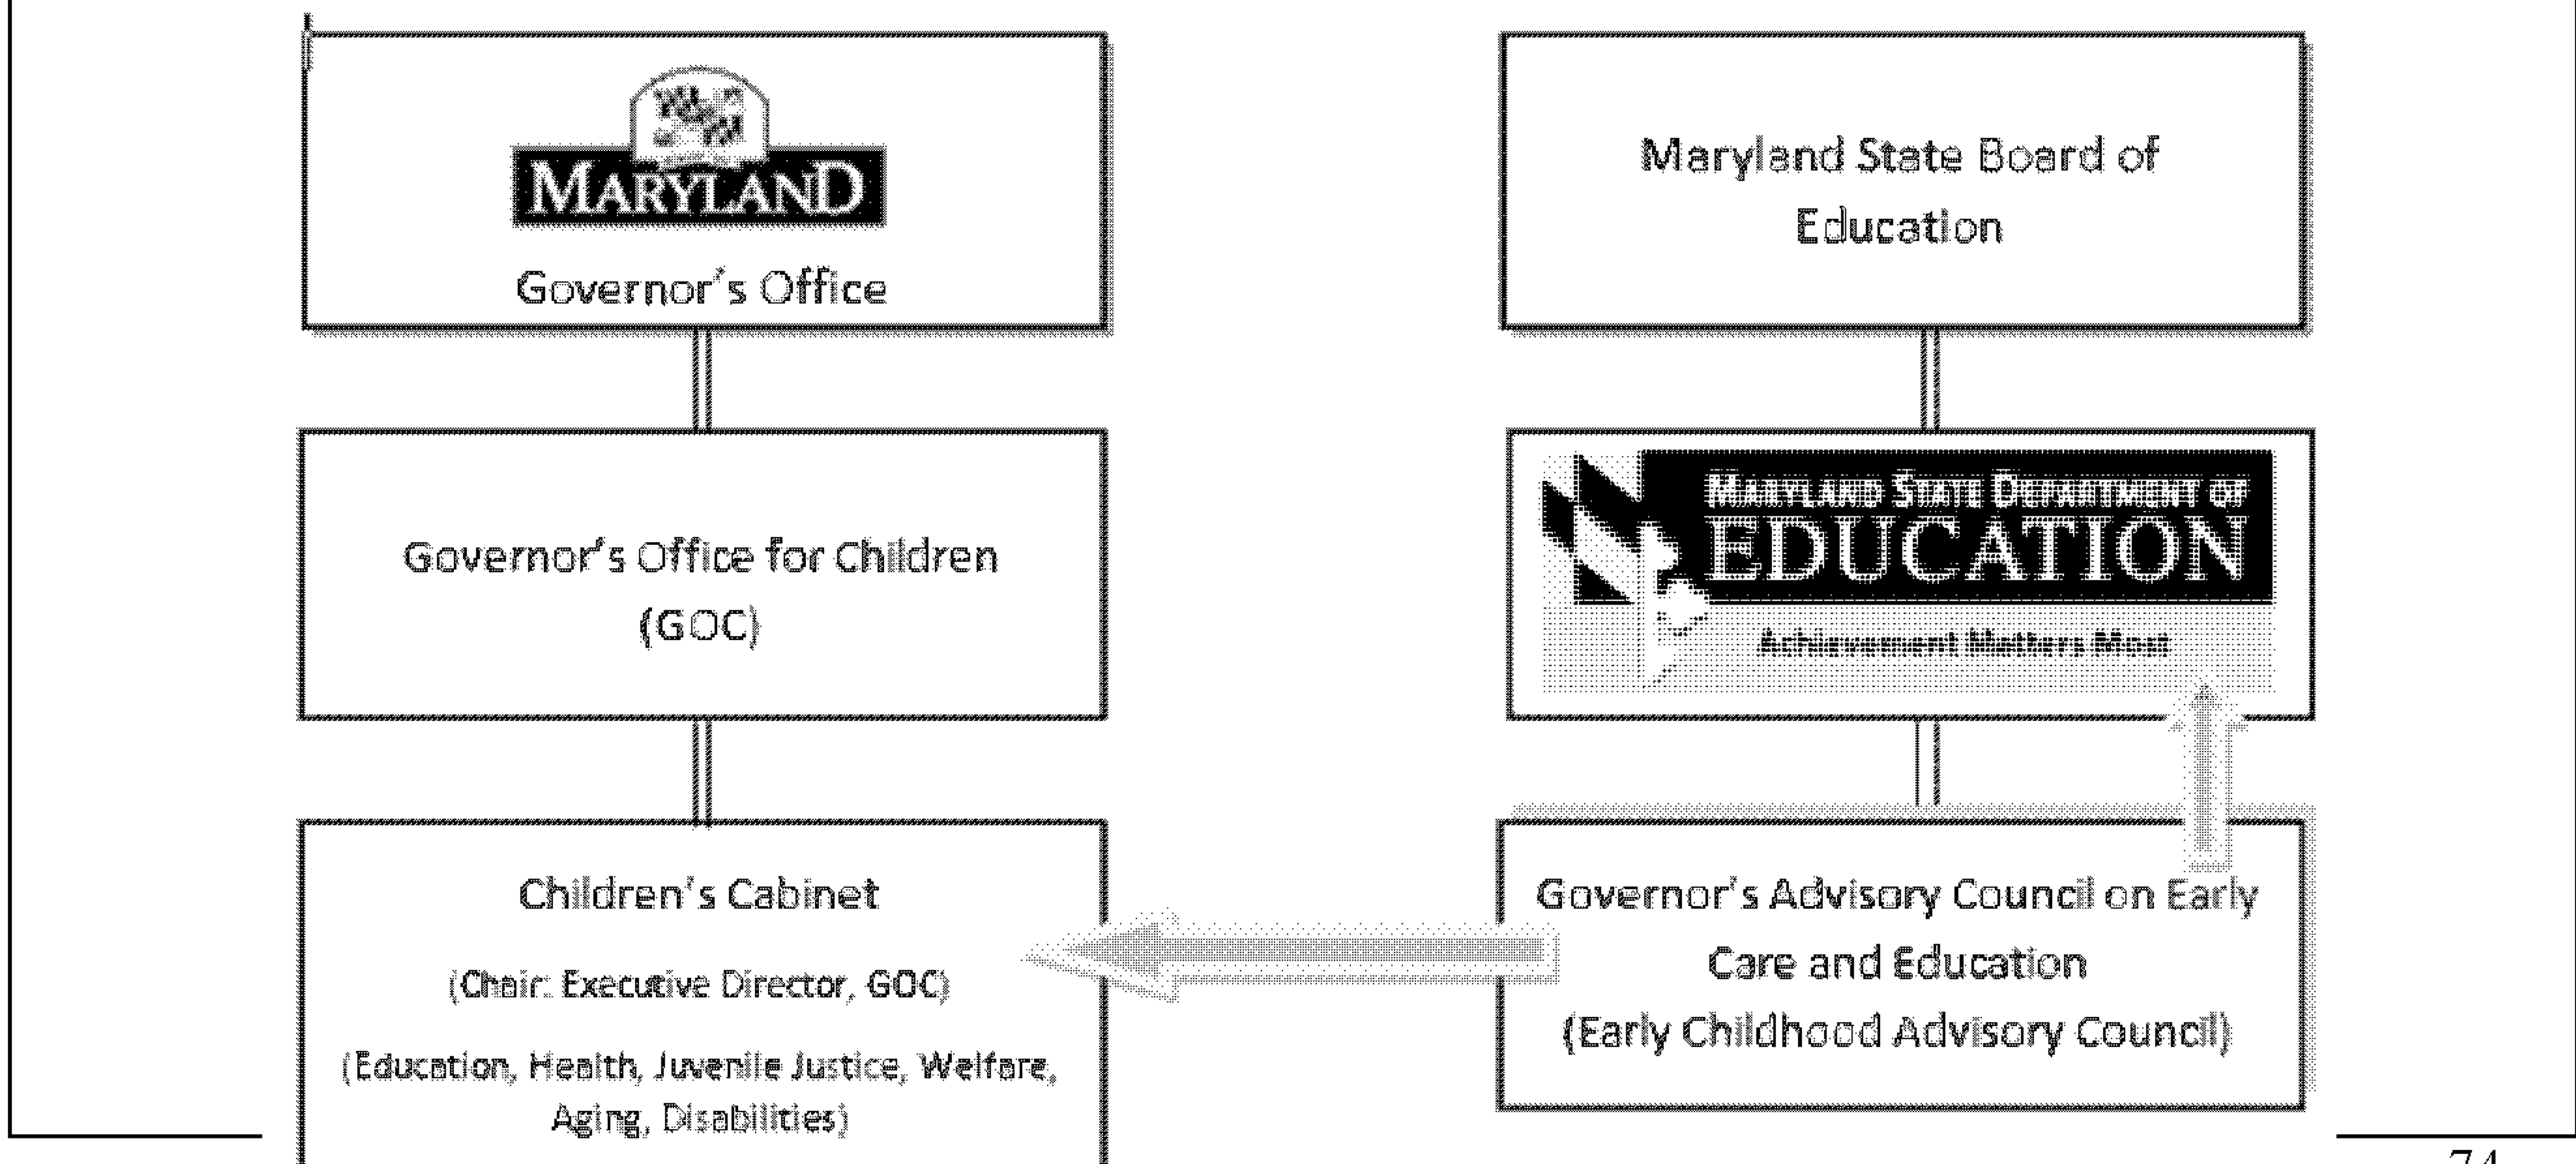 MARYLAND
Governor's Office
Governor's Office for Children
(GOC)
Children's Cabinet
(Chair: Executive Director, GOC)
(Education, Health, Juvenile Justice, Welfare,
Aging, Disabilities)
Maryland State Board of
Education
MARYLAND STATE DEPARTMENT OF
EDUCATION
Achievement Matters Most
Governor's Advisory Council on Early
Care and Education
(Early Childhood Advisory Council)
74